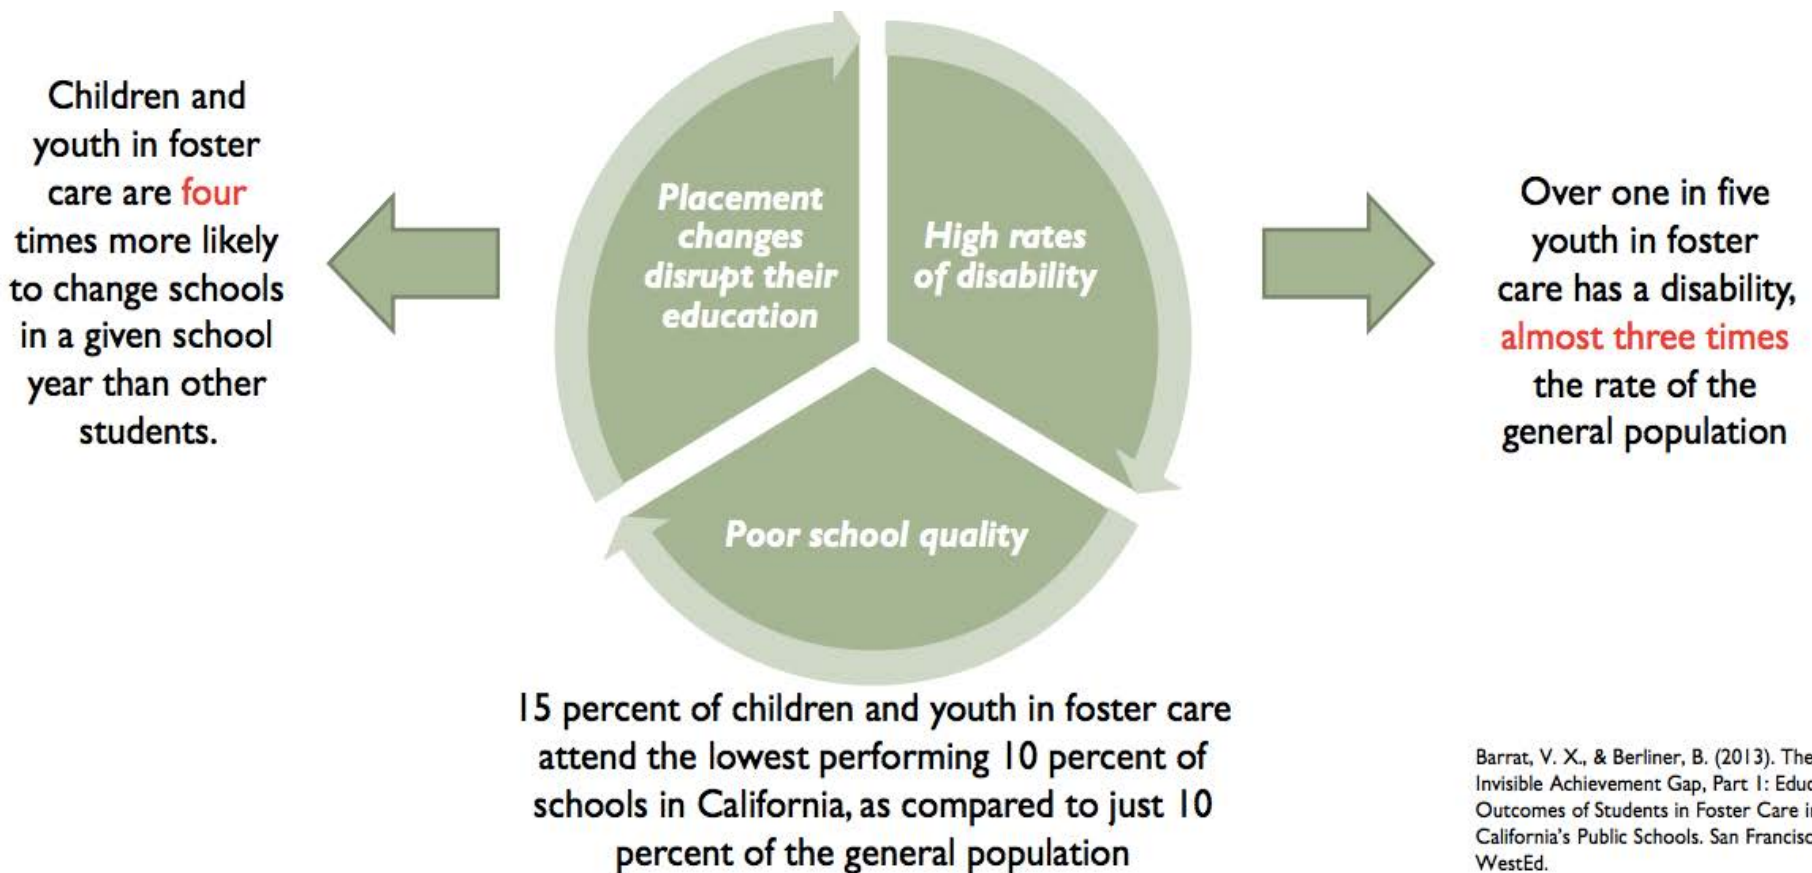 Children and
youth in foster
care are four
times more likely
to change schools
in a given school
year than other
students.
Placement
changes
disrupt their
education
High rates
of disability
Over one in five
youth in foster
care has a disability,
almost three times
the rate of the
general population
Poor school quality
15 percent of children and youth in foster care
attend the lowest performing 10 percent of
schools in California, as compared to just 10
percent of the general population
Barrat, V. X., & Berliner, B. (2013). The
Invisible Achievement Gap, Part 1:
Outcomes of Students in Foster Care
California's Public Schools. San
WestEd.